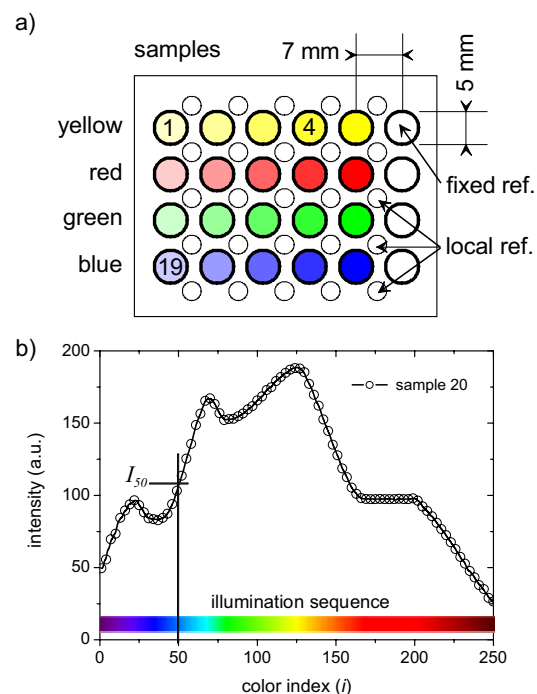 a)
samples
7 mm
5 mm
yellow
1
4
red
fixed ref.
green
local ref.
blue
19
b)
200
sample 20
150
I50
100
intensity (a.u.)
50
illumination sequence
0
0 50 100 150 200 250
color index (i)